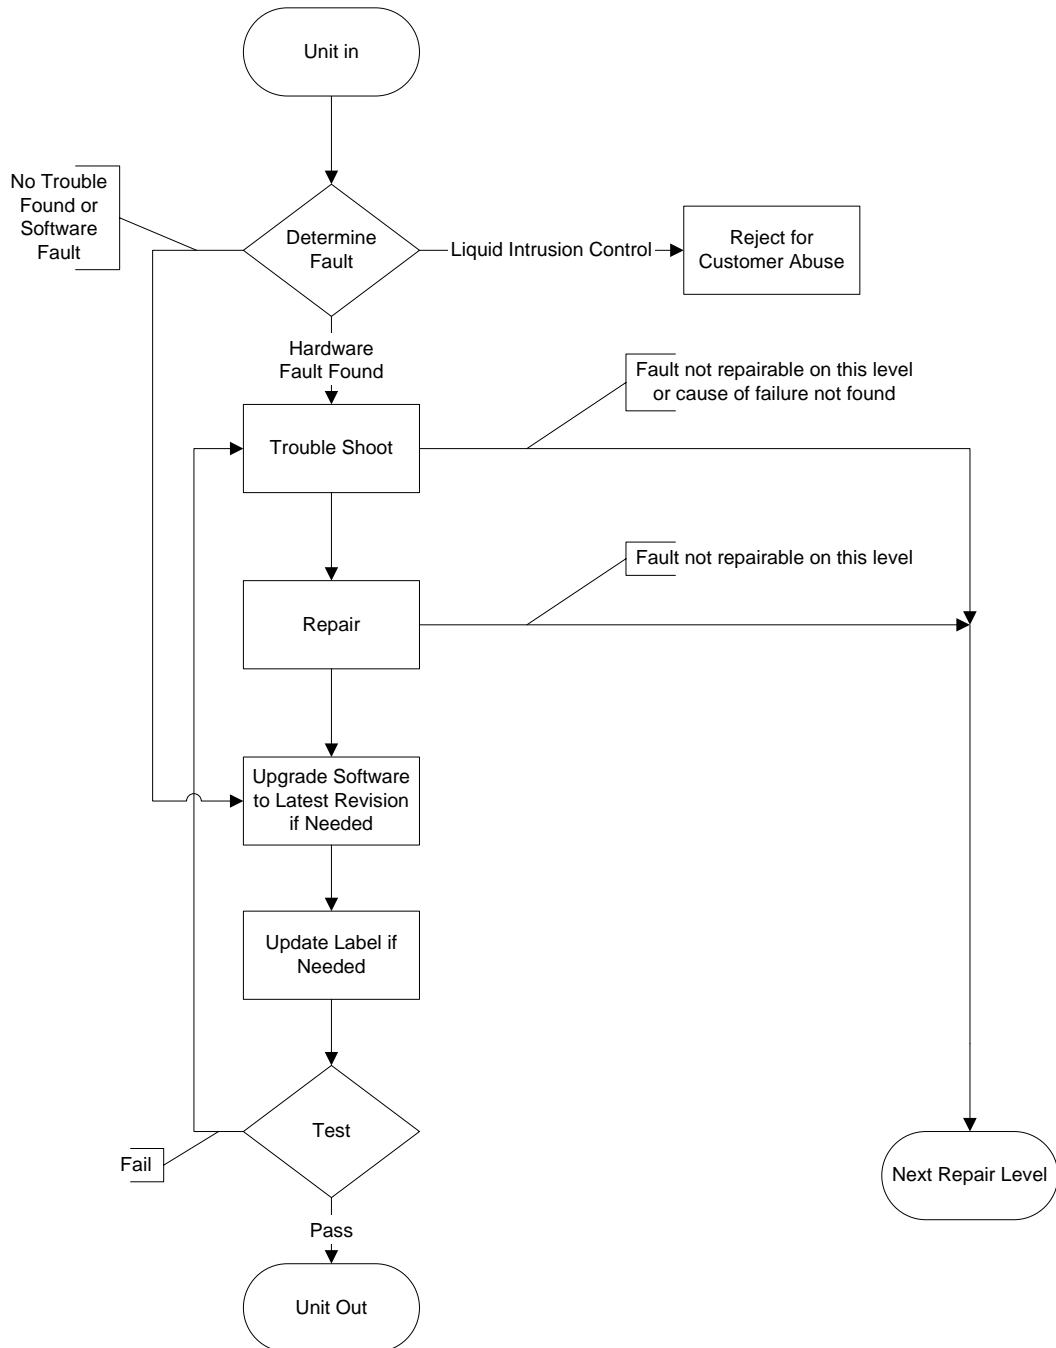 Unit in
No Trouble
Found or
Software
Fault
Determine
Fault
Liquid Intrusion Control
Reject for
Customer Abuse
Hardware
Fault Found
Fault not repairable on this level
or cause of failure not found
Trouble Shoot
Fault not repairable on this level
Repair
Upgrade Software
to Latest Revision
if Needed
Update Label if
Needed
Test
Fail
Next Repair Level
Pass
Unit Out